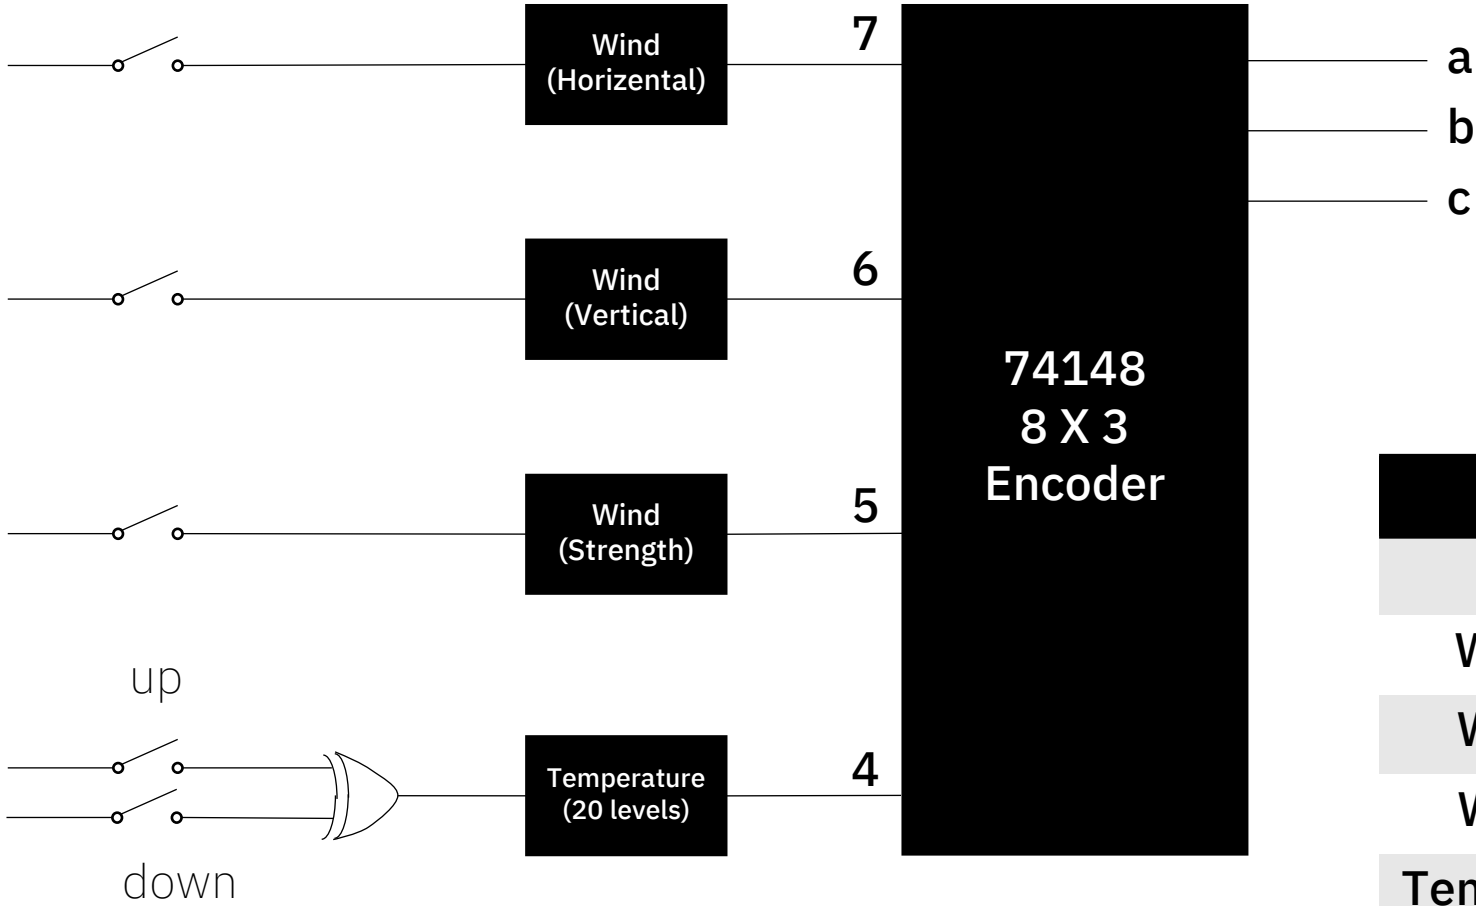 Wind
(Horizental)
7
a
b
c
Wind
(Vertical)
6
74148
8 X 3
Encoder
Wind
(Strength)
5
up
Temperature
(20 levels)
4
down